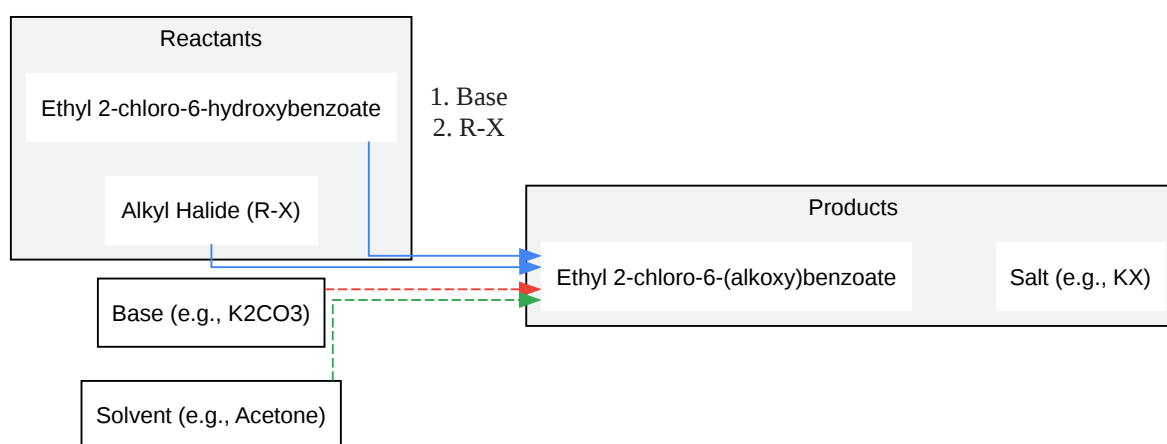 Reactants
Ethyl 2-chloro-6-hydroxybenzoate
1. Base
2. R-X
Alkyl Halide (R-X)
Products
Ethyl 2-chloro-6-(alkoxy)benzoate
Salt (e.g., KX)
Base (e.g., K2CO3)
Solvent (e.g., Acetone)